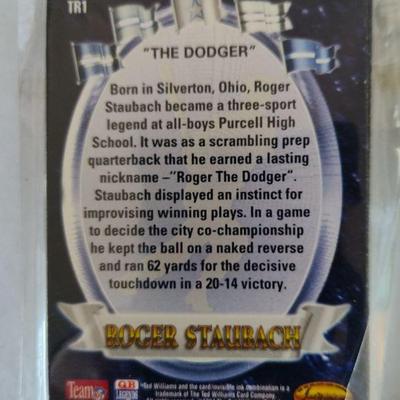 TR1
"THE DODGER"
Born in Silverton, Ohio, Roger
Staubach became a three-sport
legend at all-boys Purcell High
School. It was as a scrambling prep
quarterback that he earned a lasting
nickname –"Roger The Dodger".
Staubach displayed an instinct for
improvising winning plays. In a game
to decide the city co-championship
he kept the ball on a naked reverse
and ran 62 yards for the decisive
touchdown in a 20-14 victory.
ROGER STAUBACH
Team
QB
LEGENDS
"Ted Williams and the card/invisible ink combination is a
trademark of The Ted Williams Card Company.